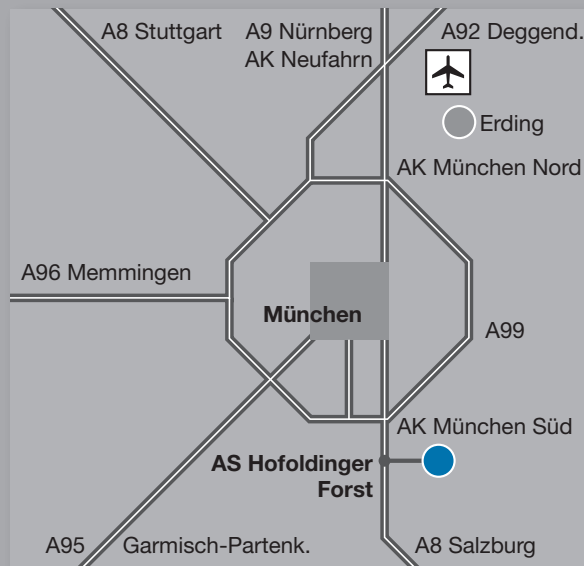 A8 Stuttgart
A9 Nürnberg
AK Neufahrn
A92 Deggend.
Erding
AK München Nord
A96 Memmingen
München
A99
AK München Süd
AS Hofoldinger
Forst
A95
Garmisch-Partenk.
A8 Salzburg